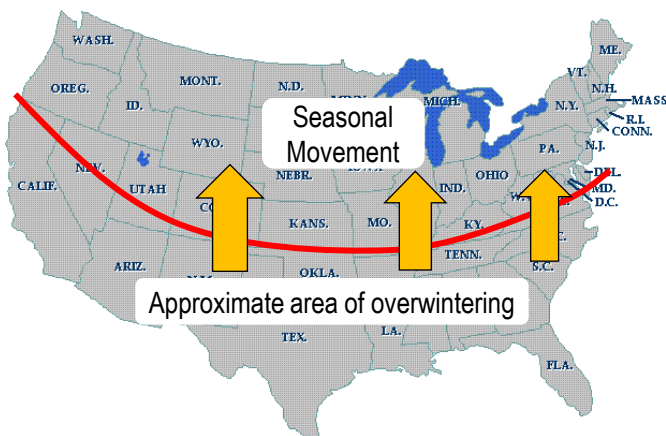 WASH.
ME.
MONT.
N.D.
VT.
OREG.
N.H.
ID.
MICH.
N.Y.
MASS
R.I.
CONN.
Seasonal
Movement
WYO.
PA.
N.J.
NEV.
NEBR.
IND.
OHIO
DEL.
CALIF.
UTAH
MD.
D.C.
KANS.
MO.
KY.
TENN.
ARIZ.
OKLA.
S.C.
Approximate area of overwintering
TEX.
LA.
FLA.